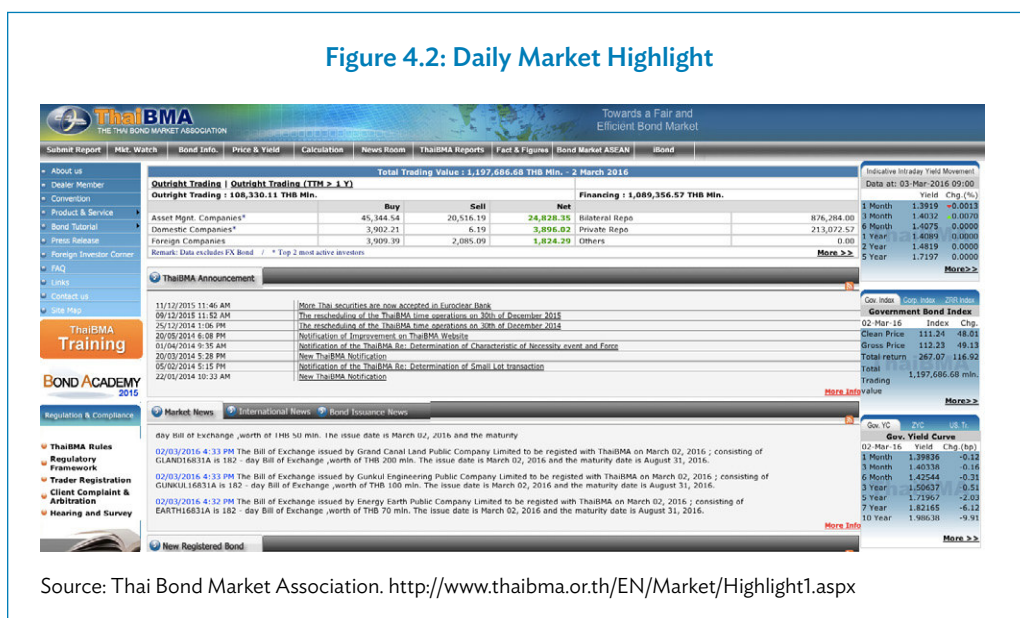 Figure 4.2: Daily Market Highlight
ThaiBMA
THE THAI BOND MARKET ASSOCIATION
Towards a Fair and
Efficient Bond Market
Submit Report Mkt. Watch Bond Info. Price & Yield Calculation News Room ThaiBMA Reports Fact & Figures Bond Market ASEAN iBond
About us
Dealer Member
Convention
Product & Service
Bond Tutorial
Press Release
Foreign Investor Corner
FAQ
Links
Contact us
Site Map
ThaiBMA
Training
BOND ACADEMY
2015
Regulation & Compliance
ThaiBMA Rules
Regulatory
Framework
Trader Registration
Client Complaint &
Arbitration
Hearing and Survey
Total Trading Value : 1,197,686.68 THB Mln. - 2 March 2016
Outright Trading | Outright Trading (TTM > 1 Y)
Outright Trading : 108,330.11 THB Mln. Financing : 1,089,356.57 THB Mln.
Buy Sell Net
Asset Mgnt. Companies* 45,344.54 20,516.19 24,828.35 Bilateral Repo 876,284.00
Domestic Companies* 3,902.21 6.19 3,896.02 Private Repo 213,072.57
Foreign Companies 3,909.39 2,085.09 1,824.29 Others 0.00
Remark: Data excludes FX Bond / * Top 2 most active investors More >>
ThaiBMA Announcement
11/12/2015 11:46 AM More Thai securities are now accepted in Euroclear Bank
09/12/2015 11:52 AM The rescheduling of the ThaiBMA time operations on 30th of December 2015
25/12/2014 1:06 PM The rescheduling of the ThaiBMA time operations on 30th of December 2014
20/05/2014 6:08 PM Notification of Improvement on ThaiBMA Website
01/04/2014 9:35 AM Notification of the ThaiBMA Re: Determination of Characteristic of Necessity event and Force
20/03/2014 5:28 PM New ThaiBMA Notification
05/02/2014 5:15 PM Notification of the ThaiBMA Re: Determination of Small Lot transaction
22/01/2014 10:33 AM New ThaiBMA Notification
More Info
Market News International News Bond Issuance News
day Bill of Exchange ,worth of THB 50 mln. The issue date is March 02, 2016 and the maturity
02/03/2016 4:33 PM The Bill of Exchange issued by Grand Canal Land Public Company Limited to be registed with ThaiBMA on March 02, 2016 ; consisting of
GLAND16831A is 182 - day Bill of Exchange ,worth of THB 200 mln. The issue date is March 02, 2016 and the maturity date is August 31, 2016.
02/03/2016 4:33 PM The Bill of Exchange issued by Gunkul Engineering Public Company Limited to be registed with ThaiBMA on March 02, 2016 ; consisting of
GUNKUL16831A is 182 - day Bill of Exchange ,worth of THB 100 mln. The issue date is March 02, 2016 and the maturity date is August 31, 2016.
02/03/2016 4:32 PM The Bill of Exchange issued by Energy Earth Public Company Limited to be registed with ThaiBMA on March 02, 2016 ; consisting of
EARTH16831A is 182 - day Bill of Exchange ,worth of THB 70 mln. The issue date is March 02, 2016 and the maturity date is August 31, 2016.
More Info
New Registered Bond
Indicative Intraday Yield Movement
Data at: 03-Mar-2016 09:00
Yield Chg.(%)
1 Month 1.3919 -0.0013
3 Month 1.4032 0.0070
6 Month 1.4075 0.0000
1 Year 1.4089 0.0000
2 Year 1.4819 0.0000
5 Year 1.7197 0.0000
More>>
Gov. Index Corp. Index ZRR Index
Government Bond
Index
02-Mar-16 Index Chg.
Clean Price 111.24 48.01
Gross Price 112.23 49.13
Total return 267.07 116.92
Total
Trading 1,197,686.68 mln.
value
More>>
Gov. YC ZYC US. Tr.
Gov. Yield Curve
02-Mar-16 Yield Chg.(bp)
1 Month 1.39836 -0.12
3 Month 1.40338 -0.16
6 Month 1.42544 -0.31
3 Year 1.50637 -0.51
5 Year 1.71967 -2.03
7 Year 1.82165 -6.12
10 Year 1.98638 -9.91
More >>
Source: Thai Bond Market Association. http://www.thaibma.or.th/EN/Market/Highlight1.aspx